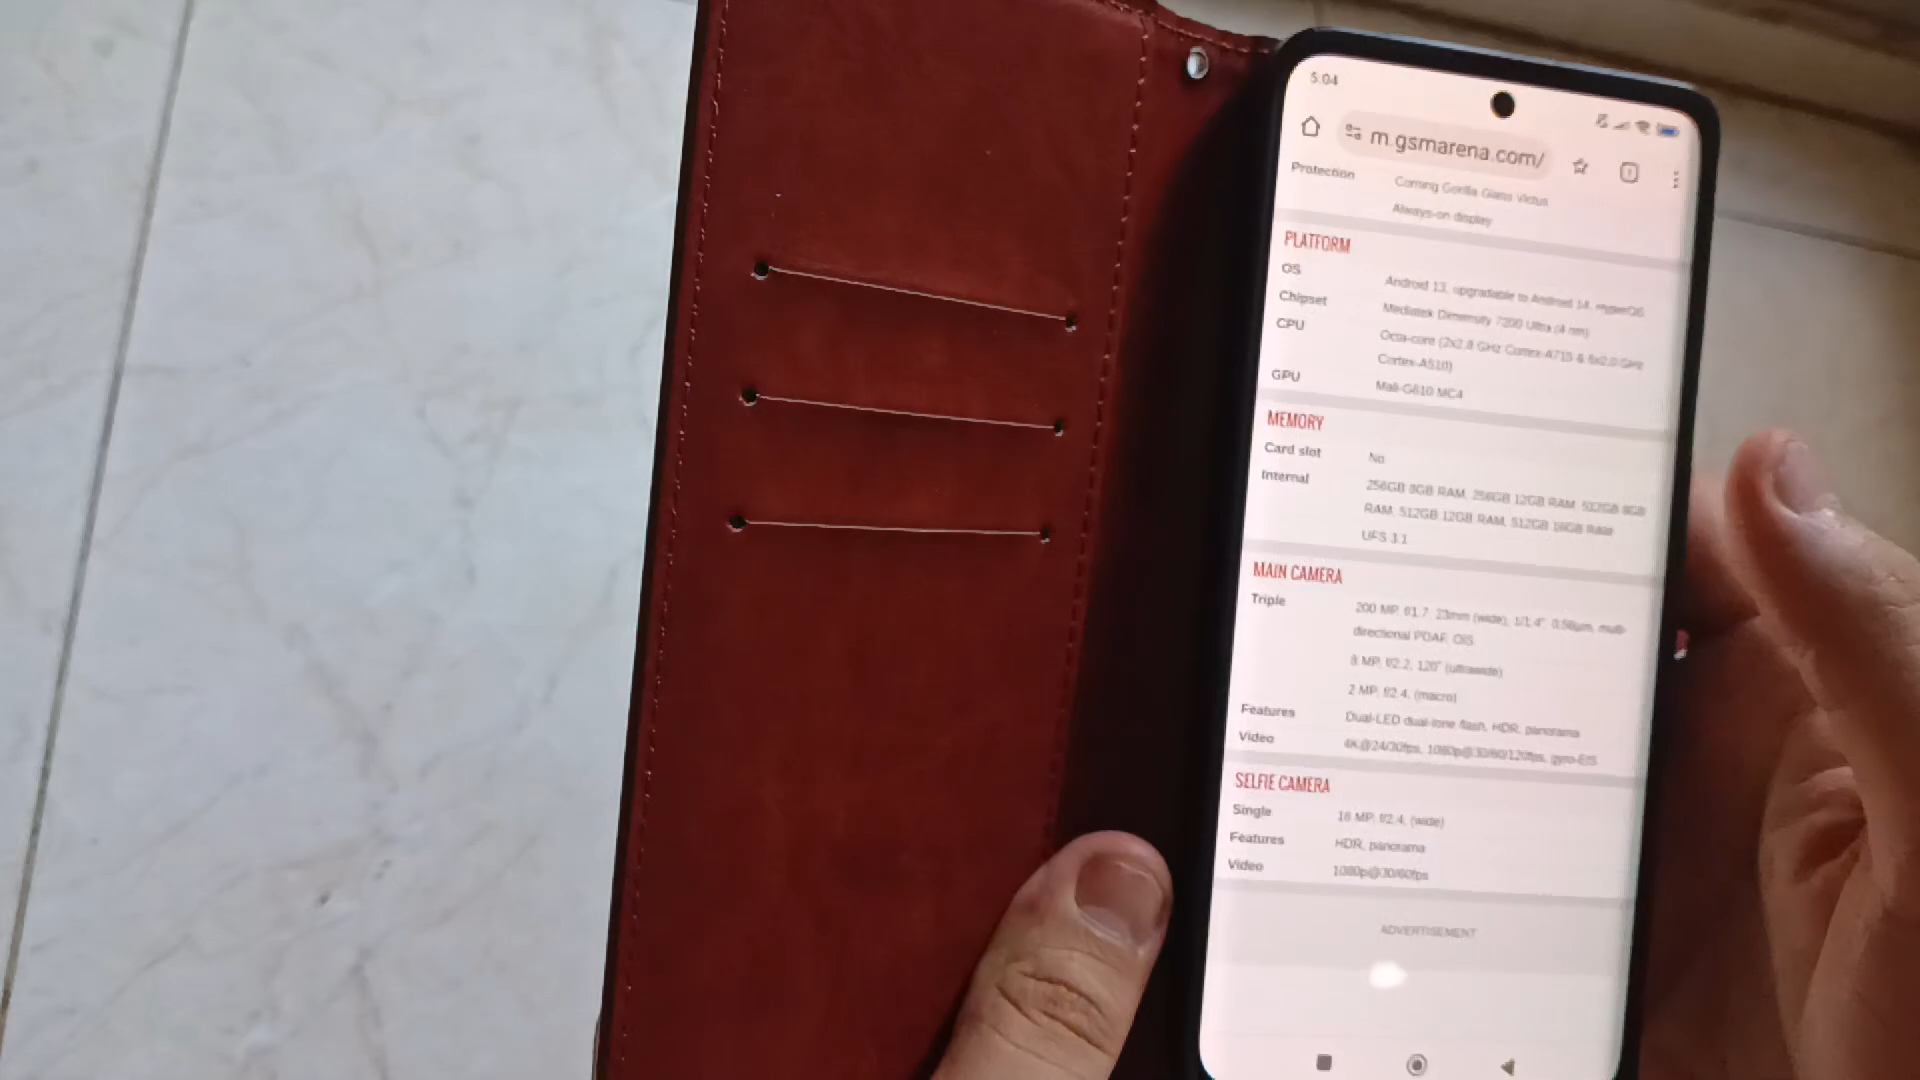 5:04
m.gsmarena.com/
Protection Corning Gorilla Glass Victus
Always-on display
PLATFORM
OS Android 13, upgradable to Android 14, HyperOS
Chipset Mediatek Dimensity 7200 Ultra (4 nm)
CPU Octa-core (2x2.8 GHz Cortex-A715 & 6x2.0 GHz
Cortex-A510)
GPU Mali-G610 MC4
MEMORY
Card slot No
Internal 256GB 8GB RAM, 256GB 12GB RAM, 512GB 8GB
RAM, 512GB 12GB RAM, 512GB 16GB RAM
UFS 3.1
MAIN CAMERA
Triple 200 MP, f/1.7, 23mm (wide), 1/1.4", 0.56µm, multi-
directional PDAF, OIS
8 MP, f/2.2, 120° (ultrawide)
2 MP, f/2.4, (macro)
Features Dual-LED dual-tone flash, HDR, panorama
Video 4K@24/30fps, 1080p@30/60/120fps, gyro-EIS
SELFIE CAMERA
Single 16 MP, f/2.4, (wide)
Features HDR, panorama
Video 1080p@30/60fps
ADVERTISEMENT